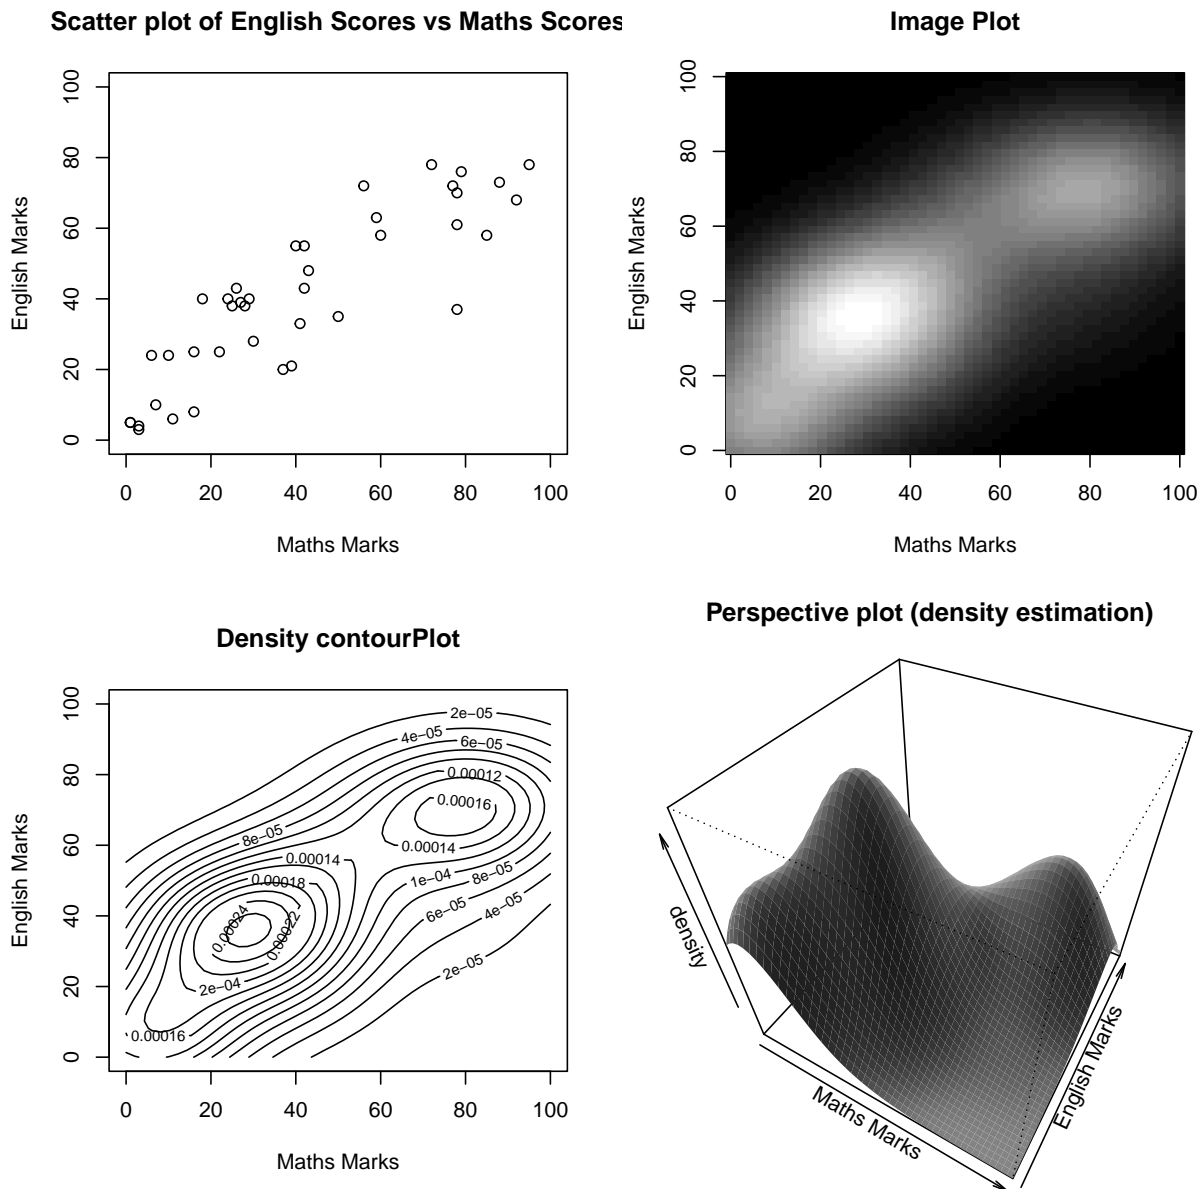 Scatter plot of English Scores vs Maths Scores
100
80
60
40
20
0
English Marks
0 20 40 60 80 100
Maths Marks
Image Plot
100
80
60
40
20
0
English Marks
0 20 40 60 80 100
Maths Marks
Density contourPlot
100
80
60
40
20
0
English Marks
2e−05
4e−05
6e−05
0.00012
0.00016
8e−05
0.00014
0.00014
0.00018
1e−04
8e−05
6e−05
4e−05
0.00024
0.00022
2e−04
2e−05
0.00016
0 20 40 60 80 100
Maths Marks
Perspective plot (density estimation)
density
Maths Marks
English Marks